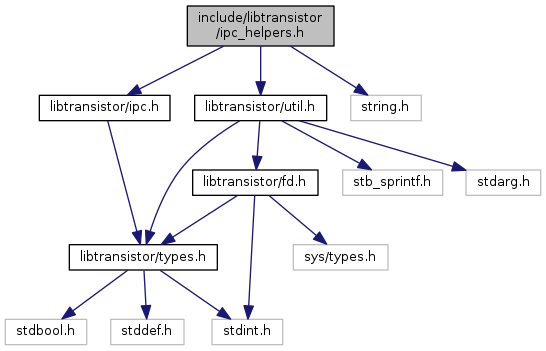 include/libtransistor
/ipc_helpers.h
libtransistor/ipc.h
libtransistor/util.h
string.h
libtransistor/fd.h
stb_sprintf.h
stdarg.h
libtransistor/types.h
sys/types.h
stdbool.h
stddef.h
stdint.h